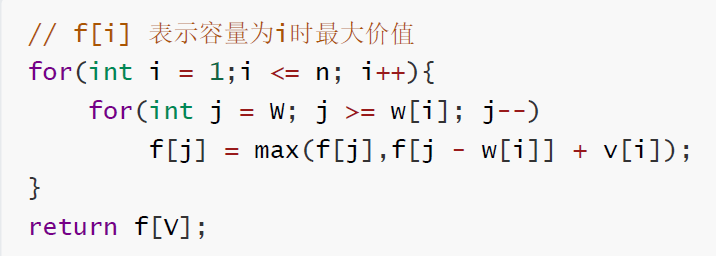 // f[i] 表示容量为i时最大价值
for(int i = 1;i <= n; i++){
    for(int j = W; j >= w[i]; j--)
        f[j] = max(f[j],f[j - w[i]] + v[i]);
}
return f[V];